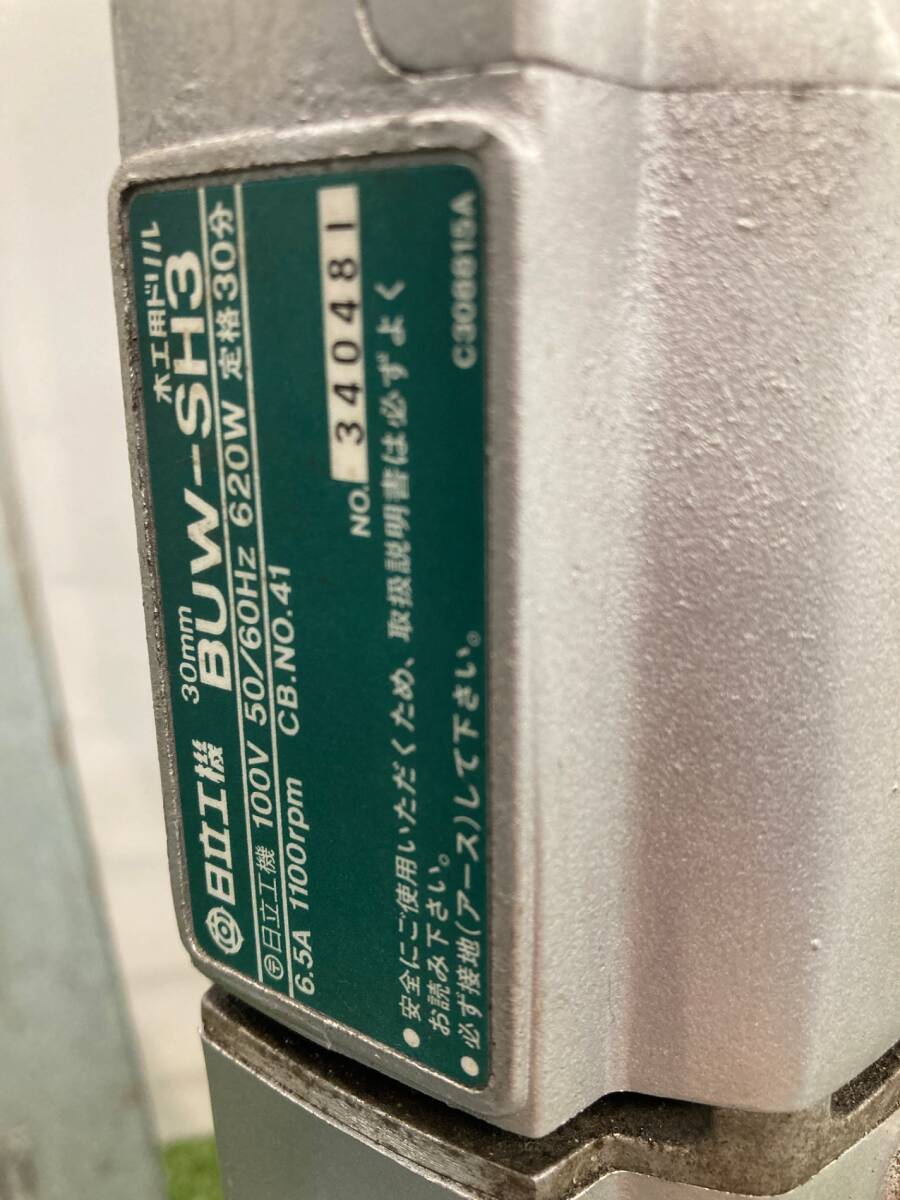 日立工機 30mm BUW-SH3 木工用ドリル
〒 日立工機 100V 50/60Hz 620W 定格30分
6.5A 1100rpm CB.NO.41
NO. 340481
● 安全にご使用いただくため、取扱説明書は必ずよく
お読み下さい。
● 必ず接地(アース)して下さい。
C306615A